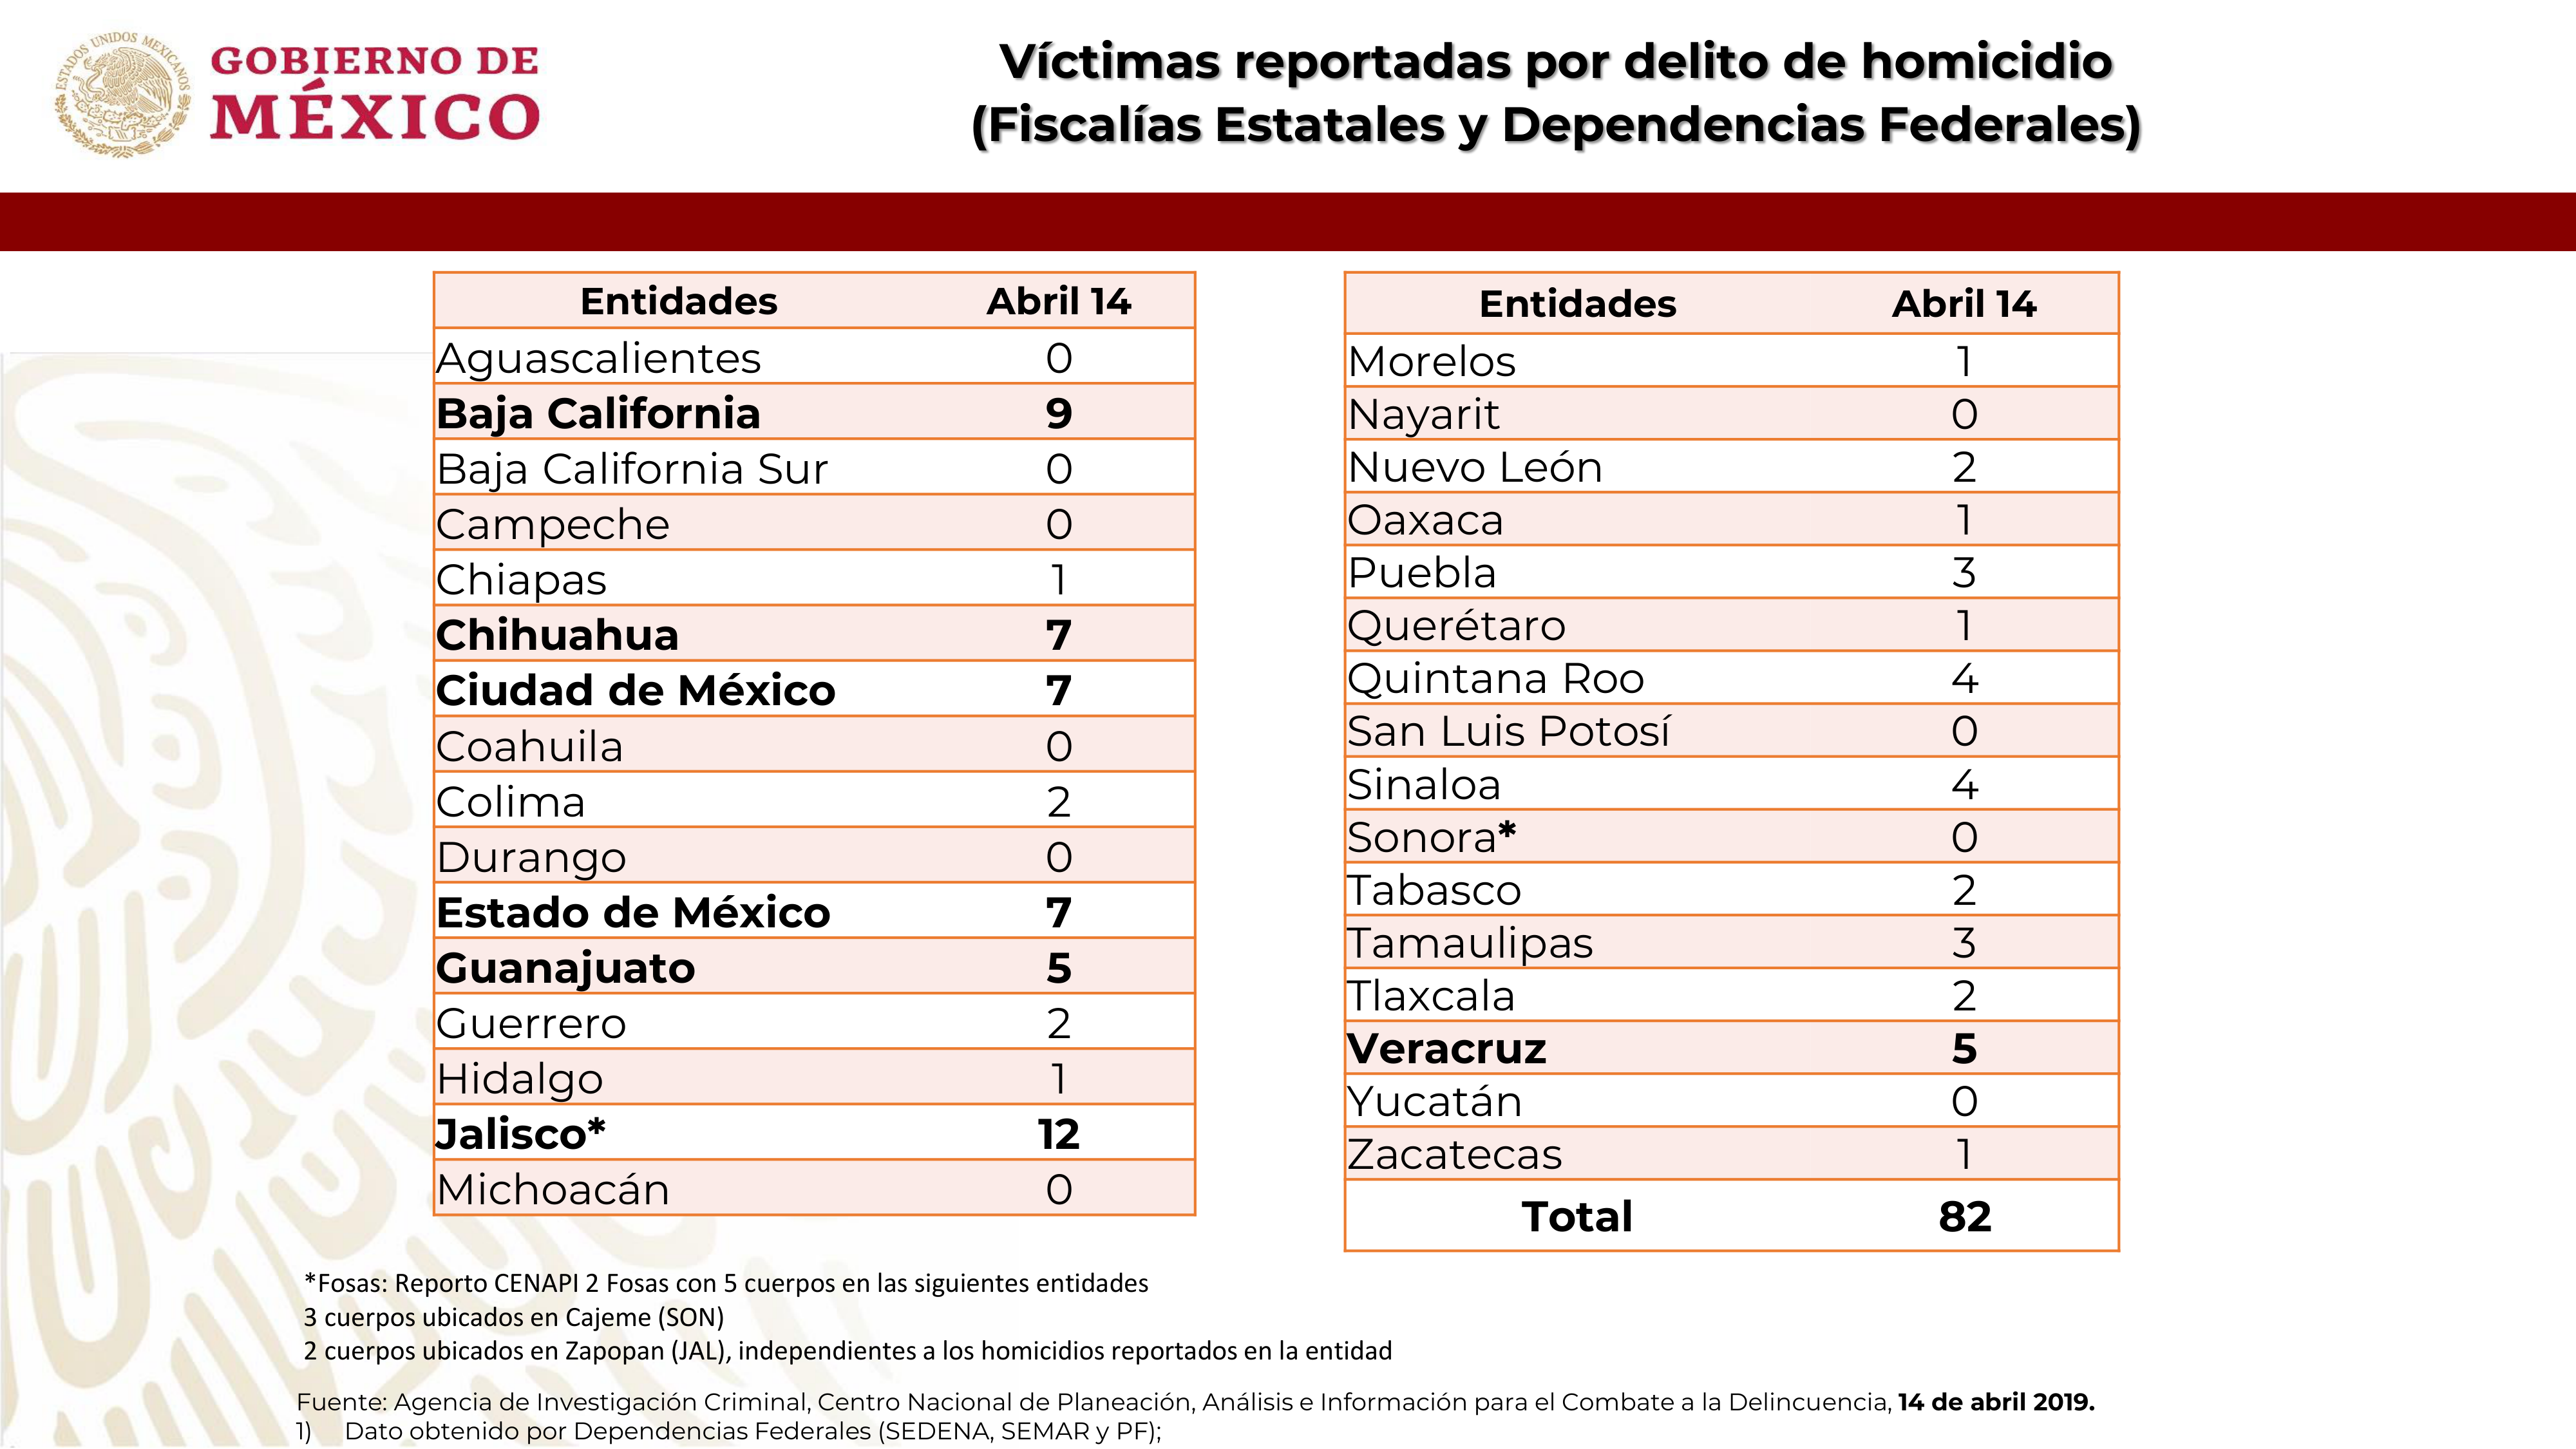 ESTADOS UNIDOS MEXICANOS
GOBIERNO DE
MÉXICO
Víctimas reportadas por delito de homicidio
(Fiscalías Estatales y Dependencias Federales)
Entidades Abril 14
Aguascalientes 0
Baja California 9
Baja California Sur 0
Campeche 0
Chiapas 1
Chihuahua 7
Ciudad de México 7
Coahuila 0
Colima 2
Durango 0
Estado de México 7
Guanajuato 5
Guerrero 2
Hidalgo 1
Jalisco* 12
Michoacán 0
Entidades Abril 14
Morelos 1
Nayarit 0
Nuevo León 2
Oaxaca 1
Puebla 3
Querétaro 1
Quintana Roo 4
San Luis Potosí 0
Sinaloa 4
Sonora* 0
Tabasco 2
Tamaulipas 3
Tlaxcala 2
Veracruz 5
Yucatán 0
Zacatecas 1
Total 82
*Fosas: Reporto CENAPI 2 Fosas con 5 cuerpos en las siguientes entidades
3 cuerpos ubicados en Cajeme (SON)
2 cuerpos ubicados en Zapopan (JAL), independientes a los homicidios reportados en la entidad
Fuente: Agencia de Investigación Criminal, Centro Nacional de Planeación, Análisis e Información para el Combate a la Delincuencia, 14 de abril 2019.
1) Dato obtenido por Dependencias Federales (SEDENA, SEMAR y PF);